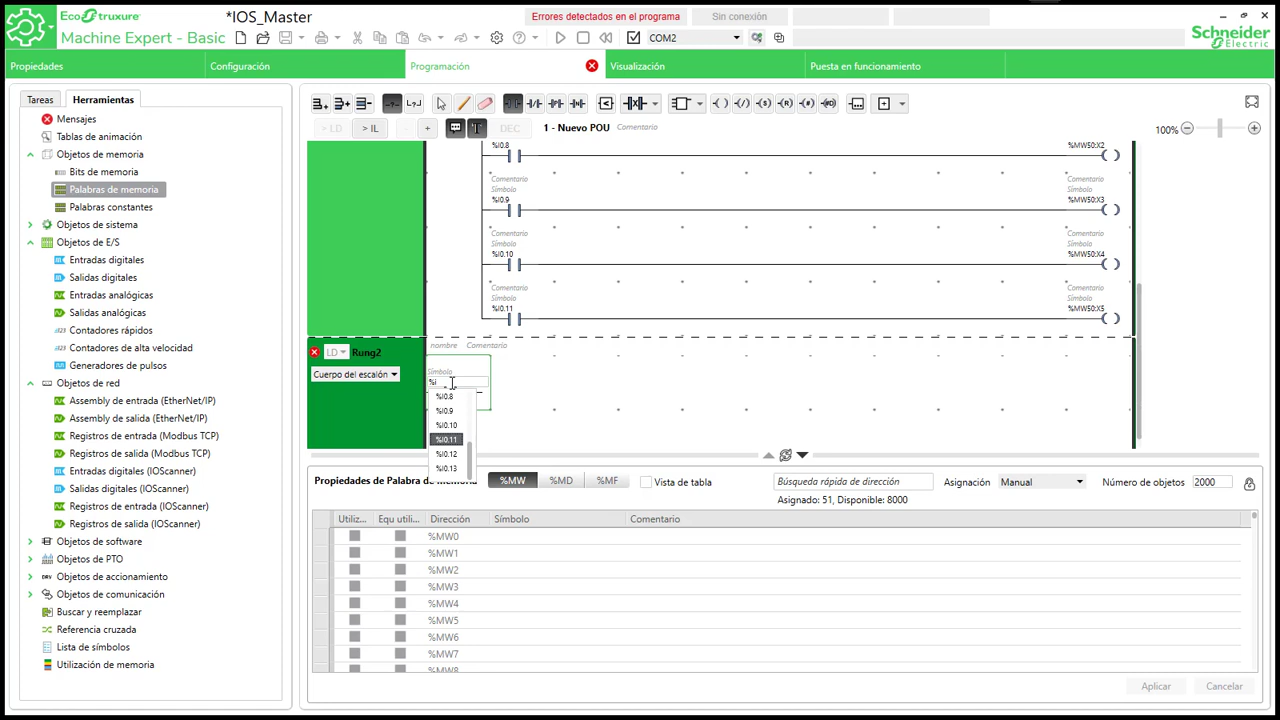 EcoStruxure
Machine Expert - Basic
*IOS_Master
Errores detectados en el programa
Sin conexión
COM2
Schneider
Electric
Propiedades
Configuración
Programación
Visualización
Puesta en funcionamiento
Tareas
Herramientas
Mensajes
Tablas de animación
Objetos de memoria
Bits de memoria
Palabras de memoria
Palabras constantes
Objetos de sistema
Objetos de E/S
Entradas digitales
Salidas digitales
Entradas analógicas
Salidas analógicas
Contadores rápidos
Contadores de alta velocidad
Generadores de pulsos
Objetos de red
Assembly de entrada (EtherNet/IP)
Assembly de salida (EtherNet/IP)
Registros de entrada (Modbus TCP)
Registros de salida (Modbus TCP)
Entradas digitales (IOScanner)
Salidas digitales (IOScanner)
Registros de entrada (IOScanner)
Registros de salida (IOScanner)
Objetos de software
Objetos de PTO
Objetos de accionamiento
Objetos de comunicación
Buscar y reemplazar
Referencia cruzada
Lista de símbolos
Utilización de memoria
> LD
> IL
DEC
1 - Nuevo POU
Comentario
100%
%I0.8
%MW50:X2
Comentario
Símbolo
%I0.9
Comentario
Símbolo
%MW50:X3
Comentario
Símbolo
%I0.10
Comentario
Símbolo
%MW50:X4
Comentario
Símbolo
%I0.11
Comentario
Símbolo
%MW50:X5
LD
Rung2
nombre
Comentario
Cuerpo del escalón
Símbolo
%i
%I0.8
%I0.9
%I0.10
%I0.11
%I0.12
%I0.13
Propiedades de Palabra de memoria
%MW
%MD
%MF
Vista de tabla
Búsqueda rápida de dirección
Asignación
Manual
Número de objetos
2000
Asignado: 51, Disponible: 8000
Utiliz...
Equ utili...
Dirección
Símbolo
Comentario
%MW0
%MW1
%MW2
%MW3
%MW4
%MW5
%MW6
%MW7
%MW8
Aplicar
Cancelar